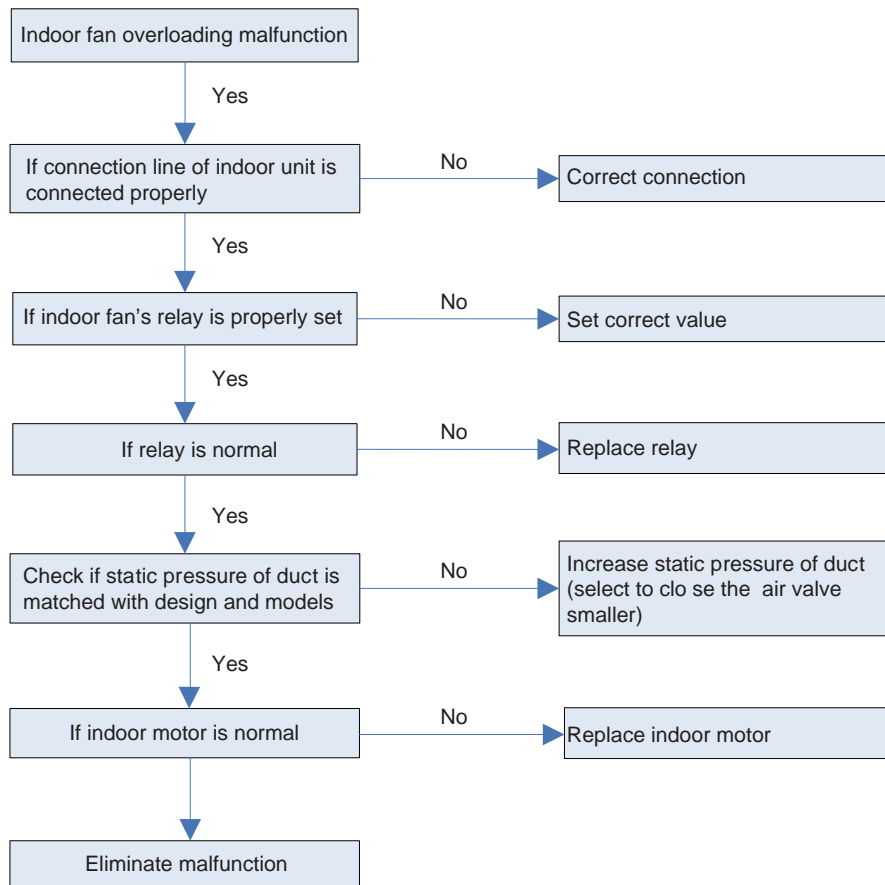 Indoor fan overloading malfunction
Yes
If connection line of indoor unit is
connected properly
No
Correct connection
Yes
If indoor fan's relay is properly set
No
Set correct value
Yes
If relay is normal
No
Replace relay
Yes
Check if static pressure of duct is
matched with design and models
No
Increase static pressure of duct
(select to clo se the air valve
smaller)
Yes
If indoor motor is normal
No
Replace indoor motor
Eliminate malfunction